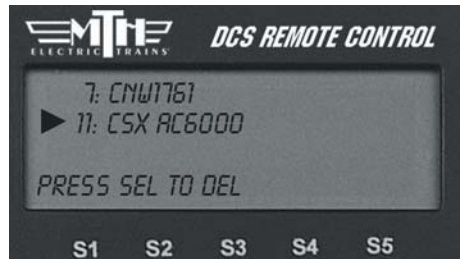 MTH
ELECTRIC TRAINS
DCS REMOTE CONTROL
7: CNW1761
11: CSX AC6000
PRESS SEL TO DEL
S1 S2 S3 S4 S5